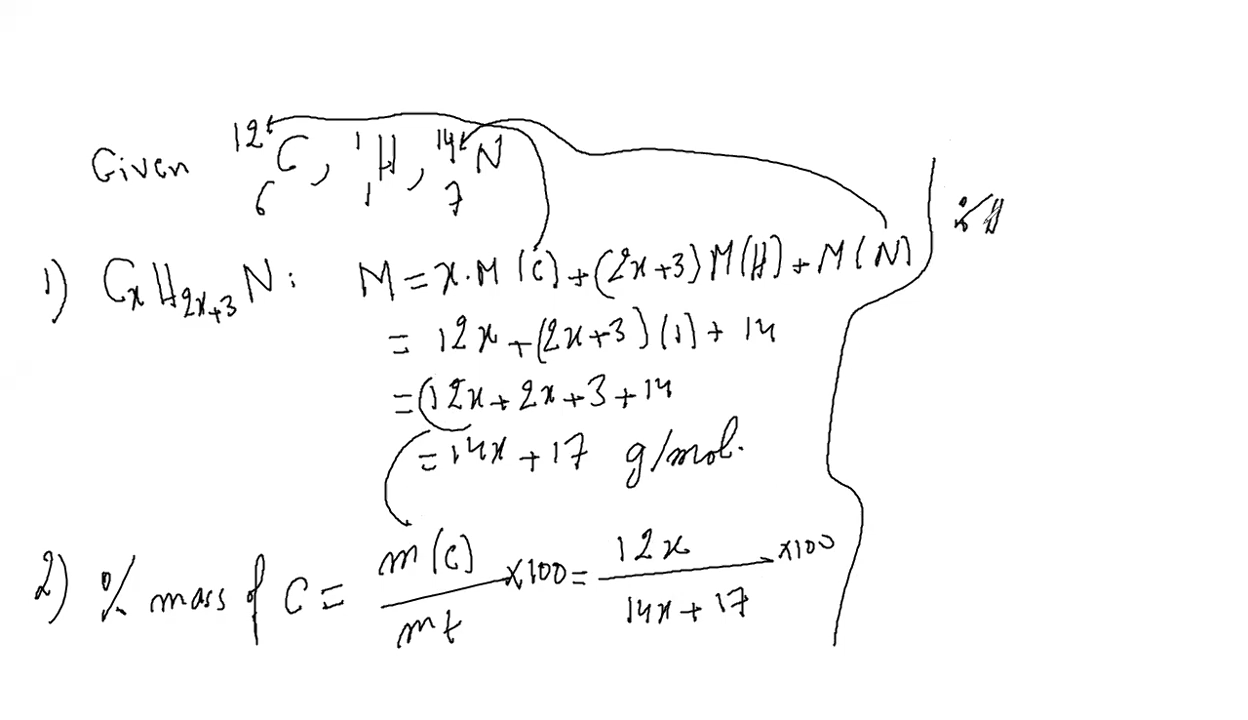 Given ¹²₆C, ¹₁H, ¹⁴₇N
1) CₓH₂ₓ₊₃N: M = x.M(C) + (2x+3)M(H) + M(N)
= 12x + (2x+3)(1) + 14
= (12x + 2x + 3 + 14
= 14x + 17 g/mol.
2) % mass of C = m(C)/mt ×100 = 12x/14x+17 ×100
% H